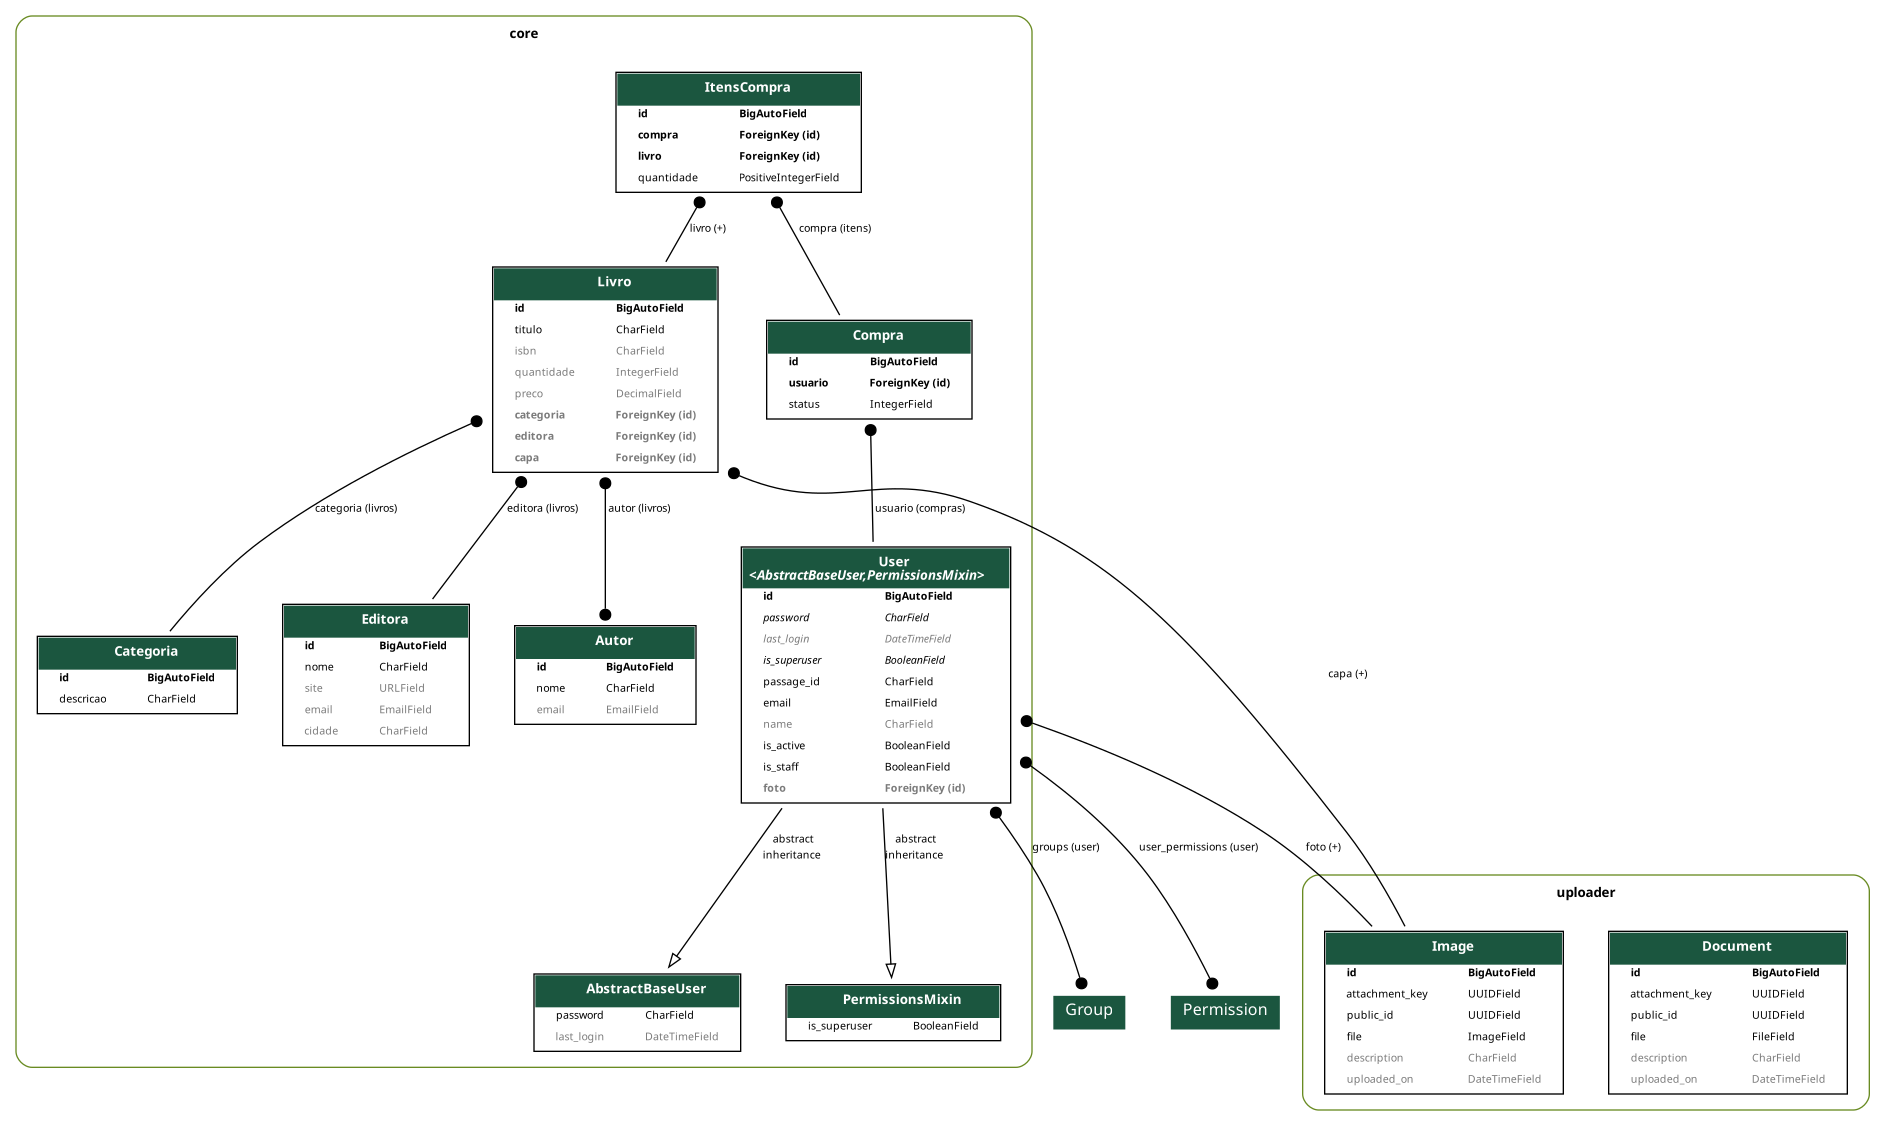 core
ItensCompra
id BigAutoField
compra ForeignKey (id)
livro ForeignKey (id)
quantidade PositiveIntegerField
livro (+)
compra (itens)
Livro
id BigAutoField
titulo CharField
isbn CharField
quantidade IntegerField
preco DecimalField
categoria ForeignKey (id)
editora ForeignKey (id)
capa ForeignKey (id)
Compra
id BigAutoField
usuario ForeignKey (id)
status IntegerField
categoria (livros)
editora (livros)
autor (livros)
usuario (compras)
capa (+)
Categoria
id BigAutoField
descricao CharField
Editora
id BigAutoField
nome CharField
site URLField
email EmailField
cidade CharField
Autor
id BigAutoField
nome CharField
email EmailField
User
<AbstractBaseUser,PermissionsMixin>
id BigAutoField
password CharField
last_login DateTimeField
is_superuser BooleanField
passage_id CharField
email EmailField
name CharField
is_active BooleanField
is_staff BooleanField
foto ForeignKey (id)
abstract
inheritance
abstract
inheritance
groups (user)
user_permissions (user)
foto (+)
AbstractBaseUser
password CharField
last_login DateTimeField
PermissionsMixin
is_superuser BooleanField
Group
Permission
uploader
Image
id BigAutoField
attachment_key UUIDField
public_id UUIDField
file ImageField
description CharField
uploaded_on DateTimeField
Document
id BigAutoField
attachment_key UUIDField
public_id UUIDField
file FileField
description CharField
uploaded_on DateTimeField